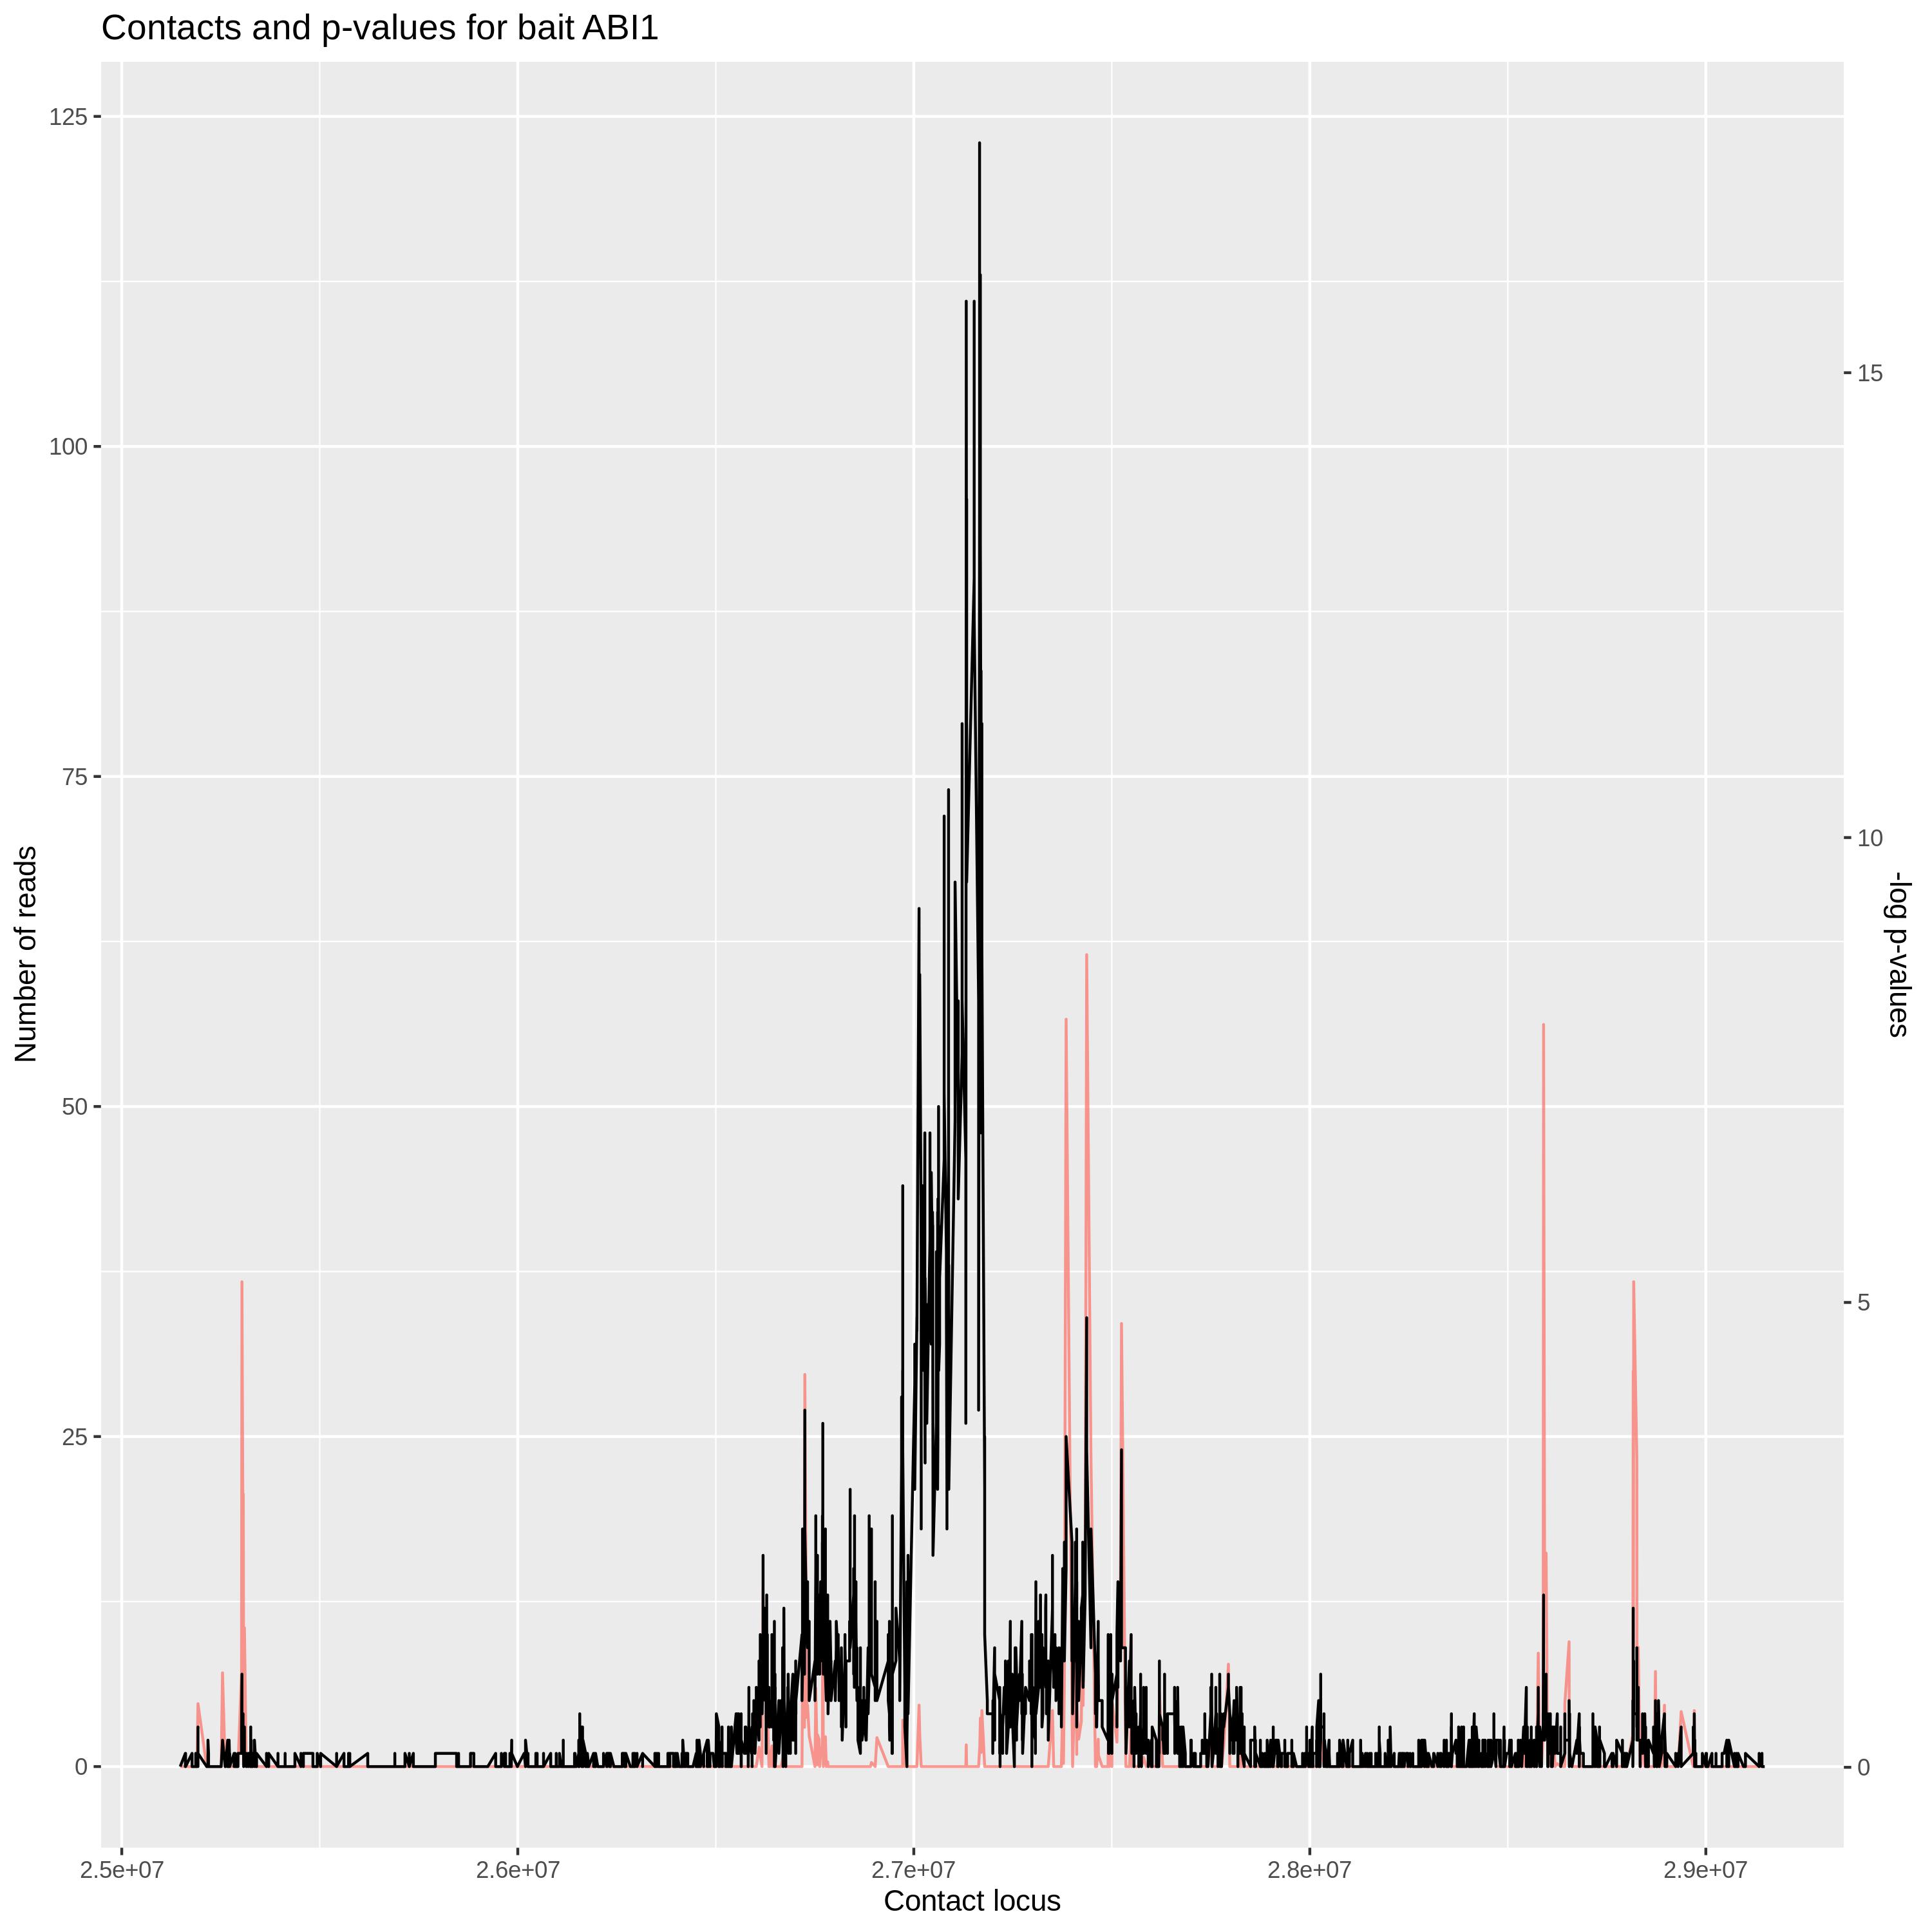 Contacts and p-values for bait ABI1
125
100
75
50
25
0
Number of reads
15
10
5
0
-log p-values
2.5e+07
2.6e+07
2.7e+07
2.8e+07
2.9e+07
Contact locus